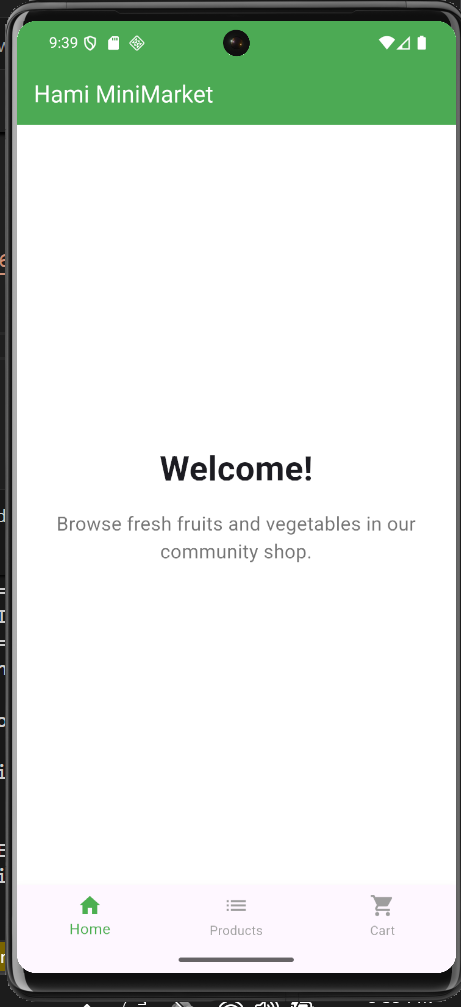 9:39
Hami MiniMarket
Welcome!
Browse fresh fruits and vegetables in our
community shop.
Home
Products
Cart